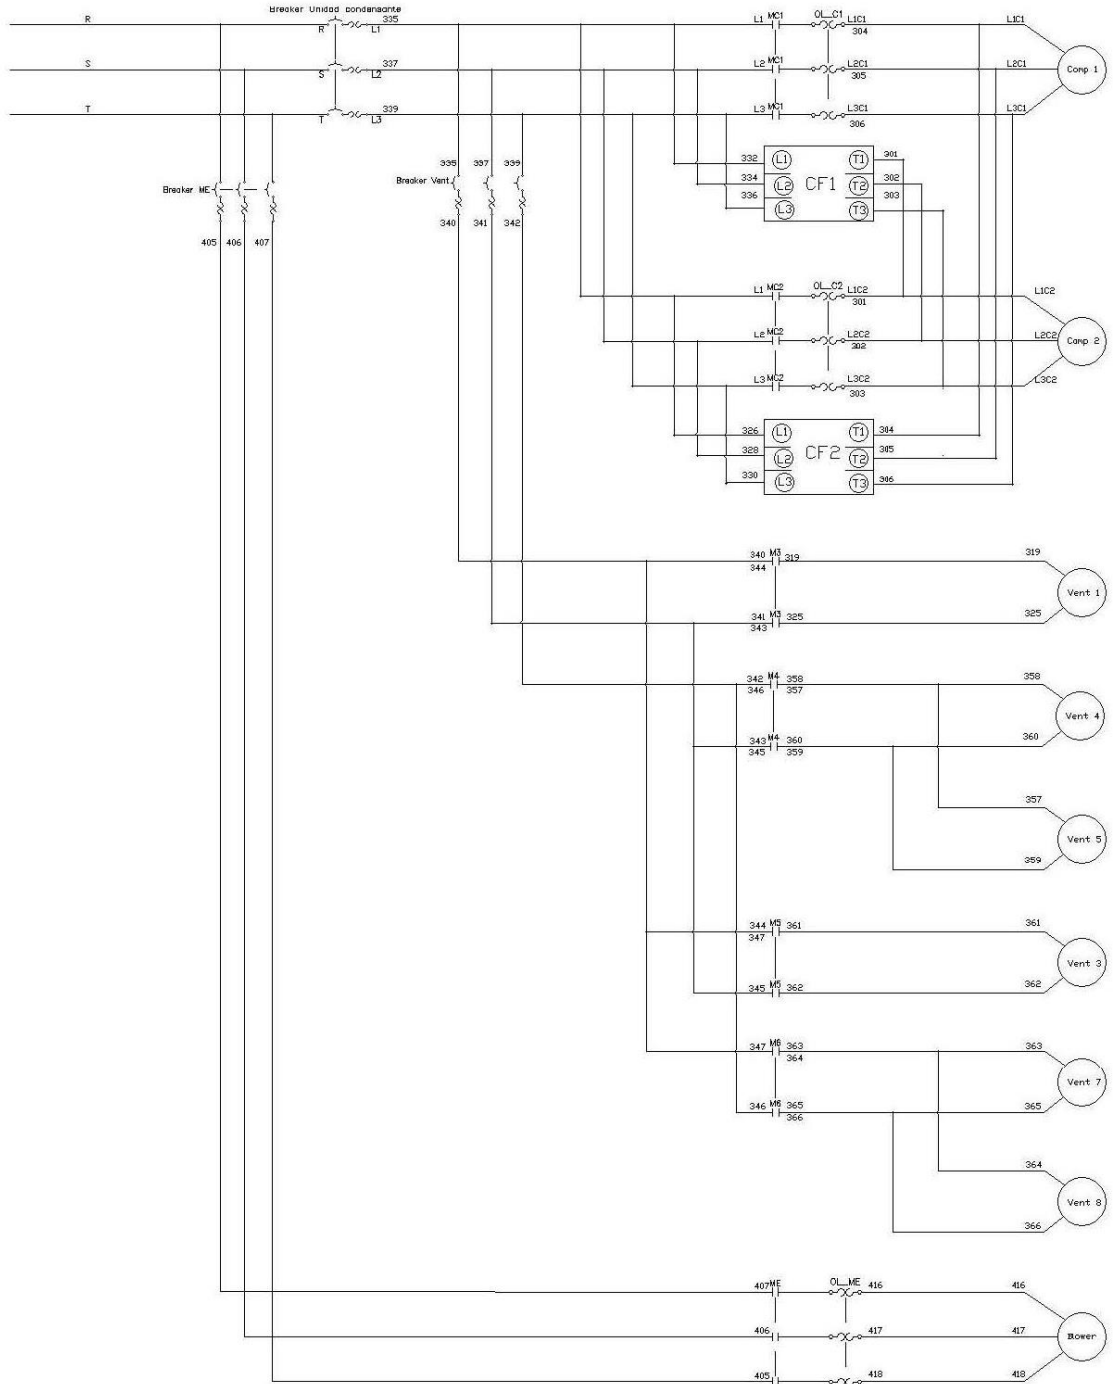 Breaker Unidad condensante
R R 335 L1 L1 MC1 OL_C1 L1C1 304 L1C1
S S 337 L2 L2 MC1 L2C1 305 L2C1 Comp 1
T T 339 L3 L3 MC1 L3C1 306 L3C1
332 L1 T1 301
334 L2 CF1 T2 302
336 L3 T3 303
Breaker ME
335 337 339
Breaker Vent
340 341 342
405 406 407
L1 MC2 OL_C2 L1C2 301 L1C2
L2 MC2 L2C2 302 L2C2 Comp 2
L3 MC2 L3C2 303 L3C2
326 L1 T1 304
328 L2 CF2 T2 305
330 L3 T3 306
340 M3 319 319
344
Vent 1
341 M3 325 325
343
342 M4 358 358
346 357
Vent 4
343 M4 360 360
345 359
357
Vent 5
359
344 M5 361 361
347
Vent 3
345 M5 362 362
347 M6 363 363
364
Vent 7
346 M6 365 365
366
364
Vent 8
366
407 ME OL_ME 416 416
406 417 417 Blower
405 418 418